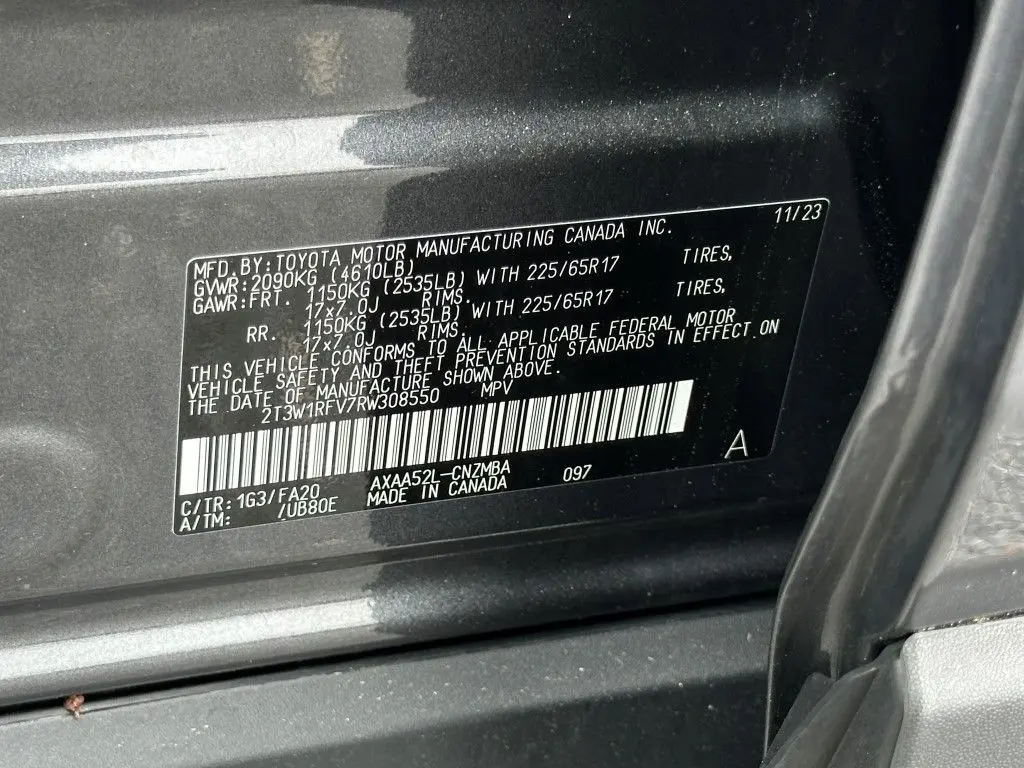 11/23
MFD.BY:TOYOTA MOTOR MANUFACTURING CANADA INC.
GVWR:2090KG (4610LB)
GAWR:FRT. 1150KG (2535LB) WITH 225/65R17 TIRES,
17x7.0J RIMS.
RR. 1150KG (2535LB) WITH 225/65R17 TIRES,
17x7.0J RIMS.
THIS VEHICLE CONFORMS TO ALL APPLICABLE FEDERAL MOTOR
VEHICLE SAFETY AND THEFT PREVENTION STANDARDS IN EFFECT ON
THE DATE OF MANUFACTURE SHOWN ABOVE.
2T3W1RFV7RW308550 MPV
A
C/TR:1G3/FA20 AXAA52L-CNZMBA 097
A/TM: /UB80E MADE IN CANADA